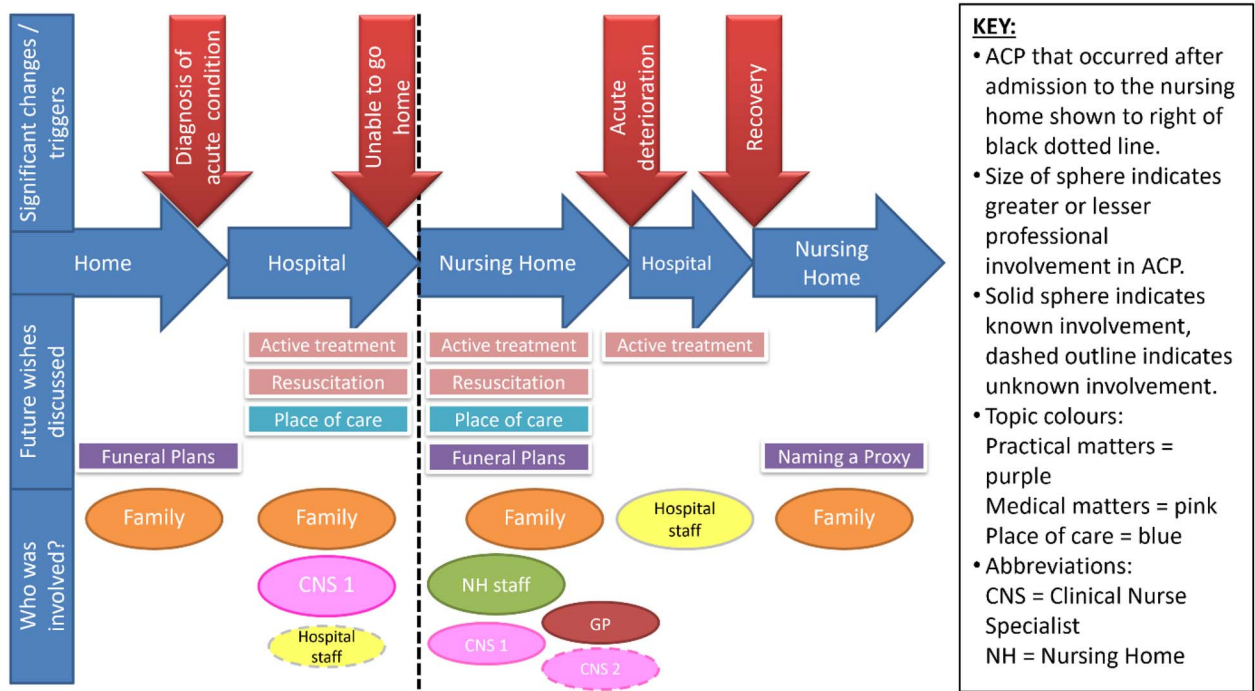 Significant changes /
triggers
Diagnosis of
acute condition
Unable to go
home
Acute
deterioration
Recovery
Home
Hospital
Nursing Home
Hospital
Nursing
Home
Future wishes
discussed
Active treatment
Active treatment
Active treatment
Resuscitation
Resuscitation
Place of care
Place of care
Funeral Plans
Funeral Plans
Naming a Proxy
Who was
involved?
Family
Family
Family
Hospital
staff
Family
CNS 1
NH staff
Hospital
staff
CNS 1
GP
CNS 2
KEY:
• ACP that occurred after
admission to the nursing
home shown to right of
black dotted line.
• Size of sphere indicates
greater or lesser
professional
involvement in ACP.
• Solid sphere indicates
known involvement,
dashed outline indicates
unknown involvement.
• Topic colours:
Practical matters =
purple
Medical matters = pink
Place of care = blue
• Abbreviations:
CNS = Clinical Nurse
Specialist
NH = Nursing Home